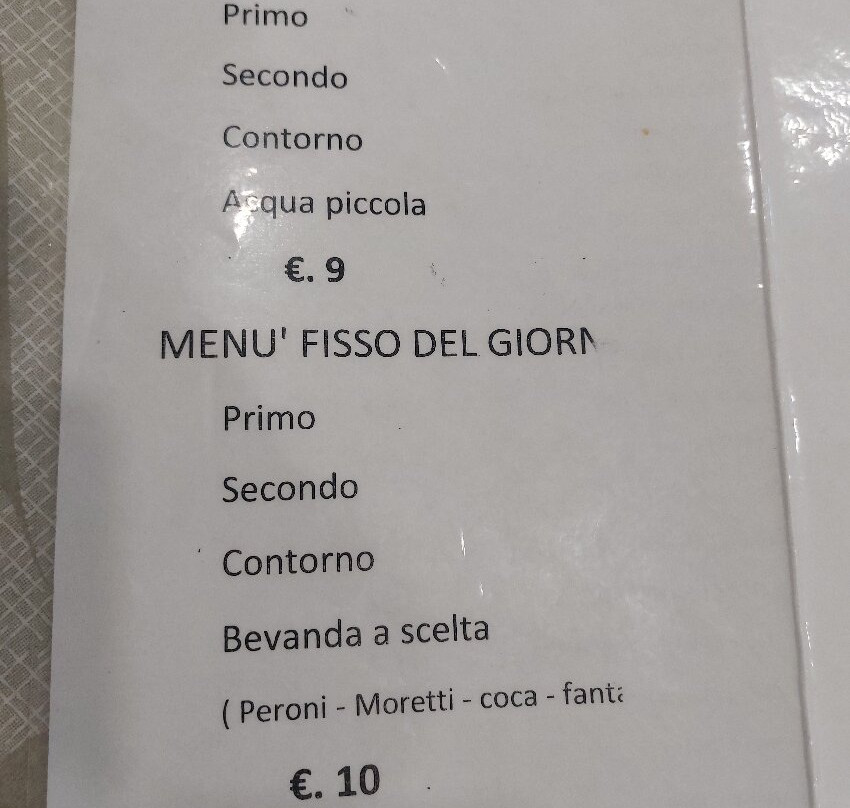 Primo
Secondo
Contorno
Acqua piccola
€. 9
MENU' FISSO DEL GIORN
Primo
Secondo
Contorno
Bevanda a scelta
( Peroni - Moretti - coca - fanta
€. 10